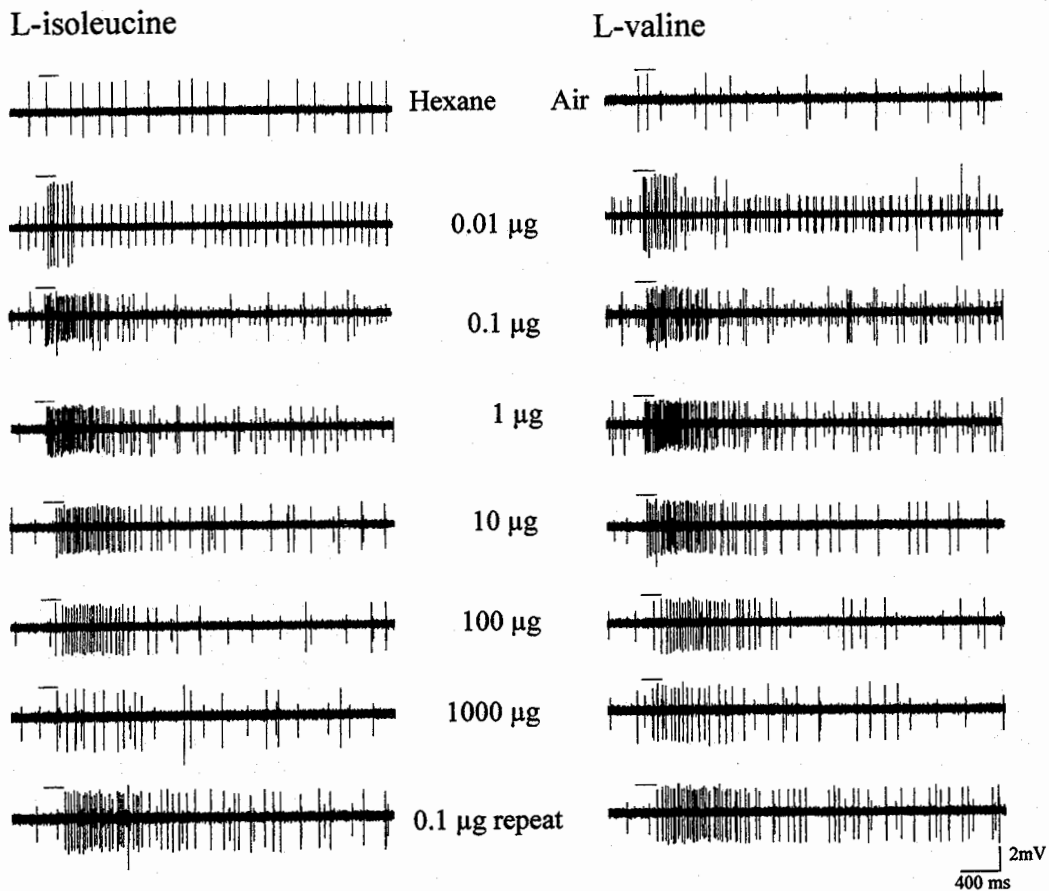 L-isoleucine
L-valine
Hexane Air
0.01 µg
0.1 µg
1 µg
10 µg
100 µg
1000 µg
0.1 µg repeat
2mV
400 ms